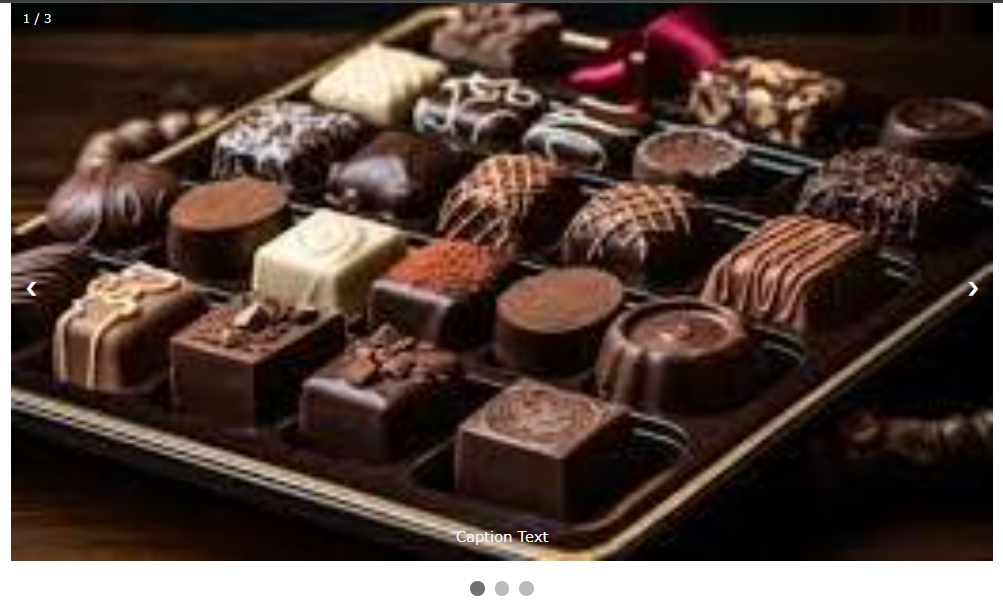 1 / 3
❮
❯
Caption Text